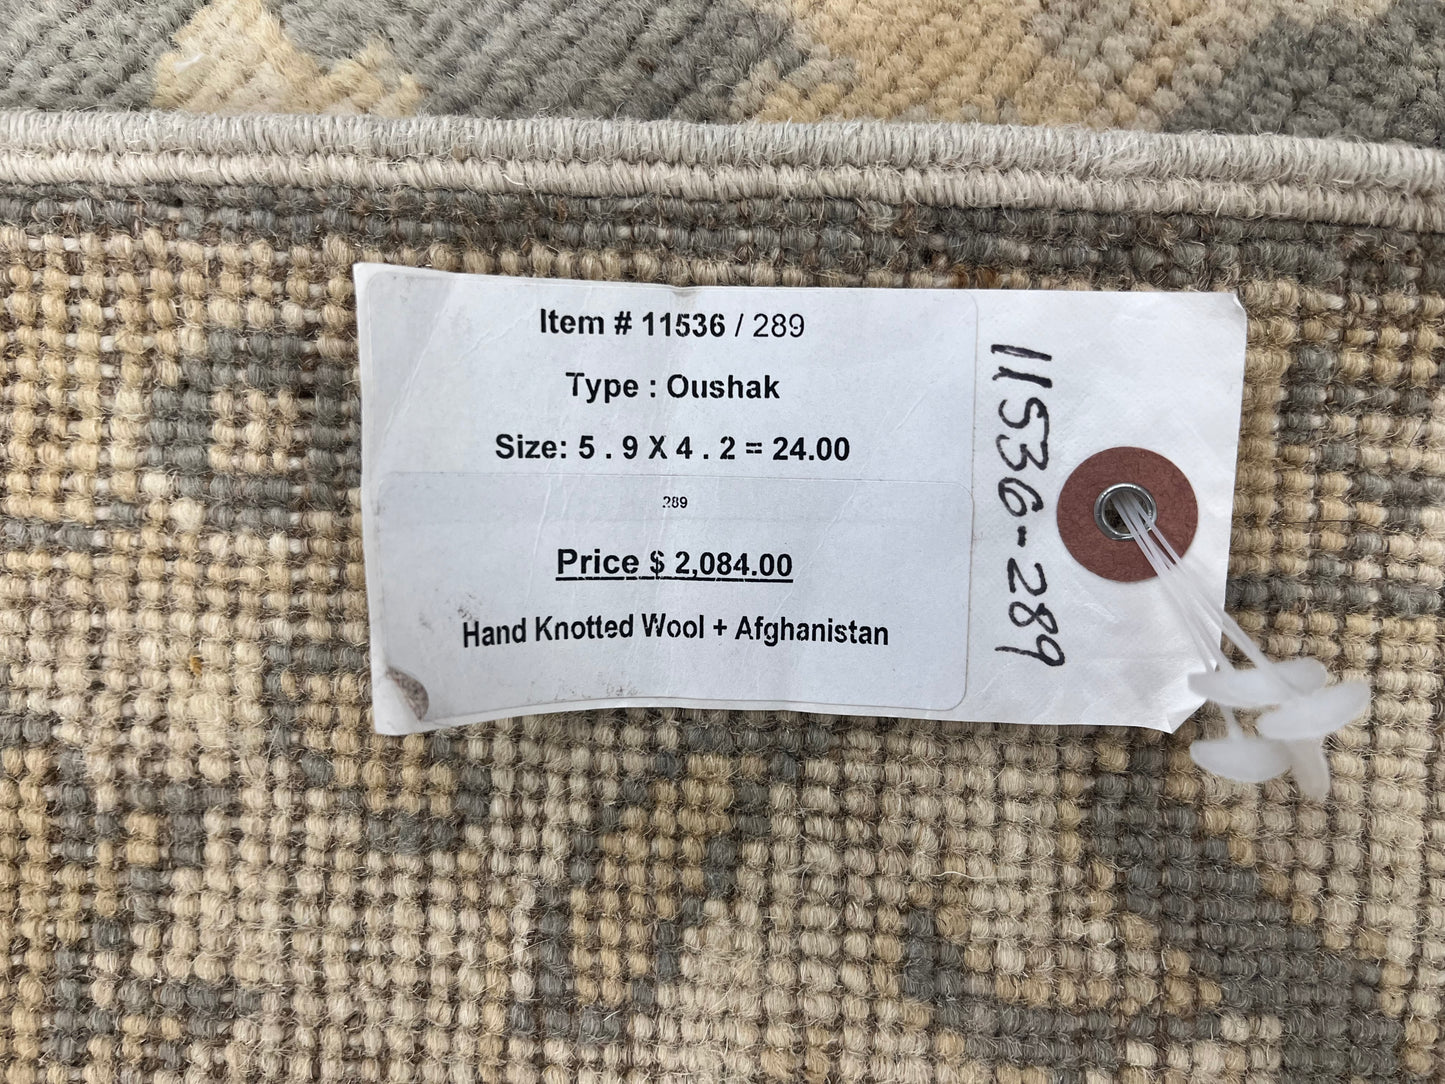 Item # 11536 / 289
Type : Oushak
Size: 5 . 9 X 4 . 2 = 24.00
289
Price $ 2,084.00
Hand Knotted Wool + Afghanistan
11536-289